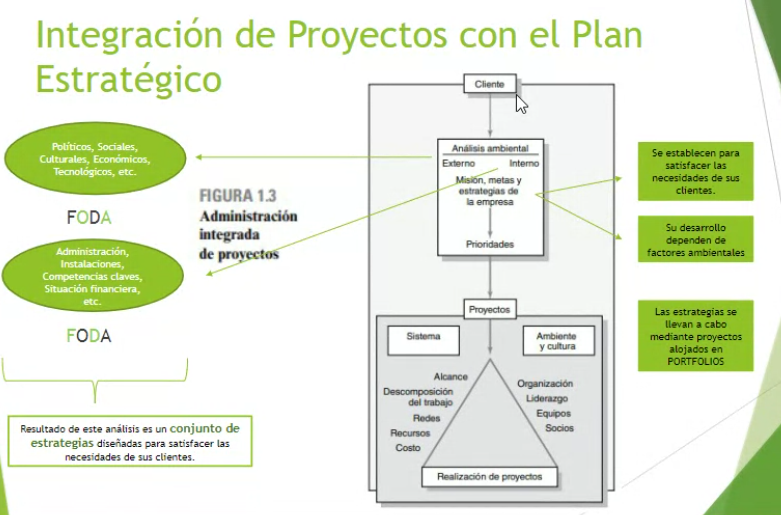 Integración de Proyectos con el Plan
Estratégico
Políticos, Sociales,
Culturales, Económicos,
Tecnológicos, etc.
FODA
Administración,
Instalaciones,
Competencias claves,
Situación financiera,
etc.
FODA
Resultado de este análisis es un conjunto de
estrategias diseñadas para satisfacer las
necesidades de sus clientes.
FIGURA 1.3
Administración
integrada
de proyectos
Cliente
Análisis ambiental
Externo Interno
Misión, metas y
estrategias de
la empresa
Prioridades
Proyectos
Sistema
Ambiente
y cultura
Alcance
Descomposición
del trabajo
Redes
Recursos
Costo
Organización
Liderazgo
Equipos
Socios
Realización de proyectos
Se establecen para
satisfacer las
necesidades de sus
clientes.
Su desarrollo
dependen de
factores ambientales
Las estrategias se
llevan a cabo
mediante proyectos
alojados en
PORTFOLIOS